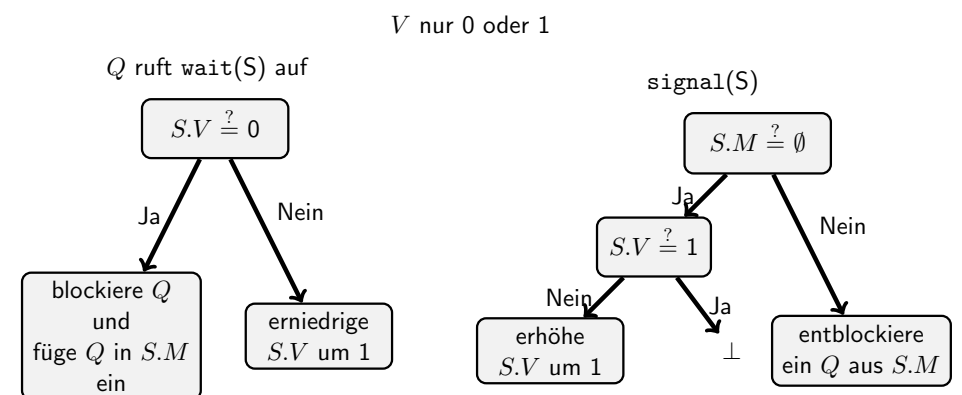 V nur 0 oder 1
Q ruft wait(S) auf
S.V ≟ 0
Ja
Nein
blockiere Q
und
füge Q in S.M
ein
erniedrige
S.V um 1
signal(S)
S.M ≟ ∅
Ja
Nein
S.V ≟ 1
Nein
Ja
erhöhe
S.V um 1
⊥
entblockiere
ein Q aus S.M